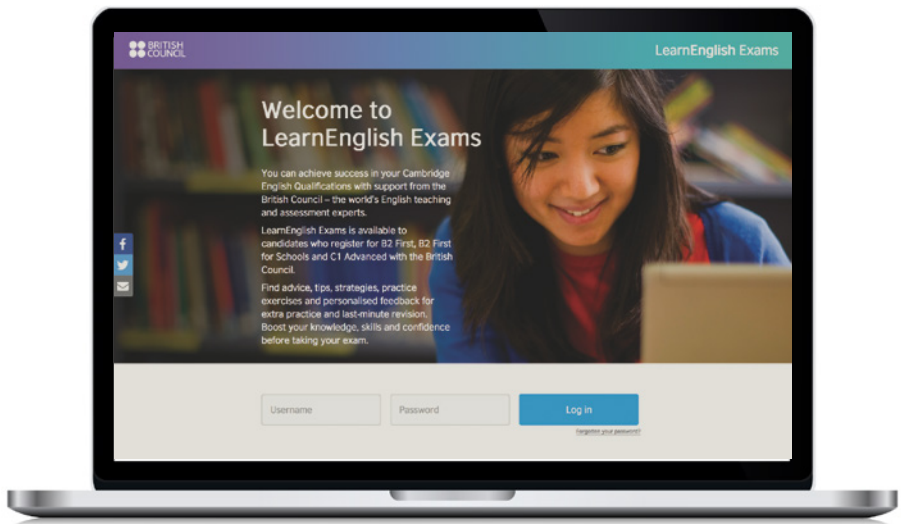 BRITISH
COUNCIL
LearnEnglish Exams
Welcome to
LearnEnglish Exams
You can achieve success in your Cambridge
English Qualifications with support from the
British Council – the world's English teaching
and assessment experts.
LearnEnglish Exams is available to
candidates who register for B2 First, B2 First
for Schools and C1 Advanced with the British
Council.
Find advice, tips, strategies, practice
exercises and personalised feedback for
extra practice and last-minute revision.
Boost your knowledge, skills and confidence
before taking your exam.
Username
Password
Log in
Forgotten your password?